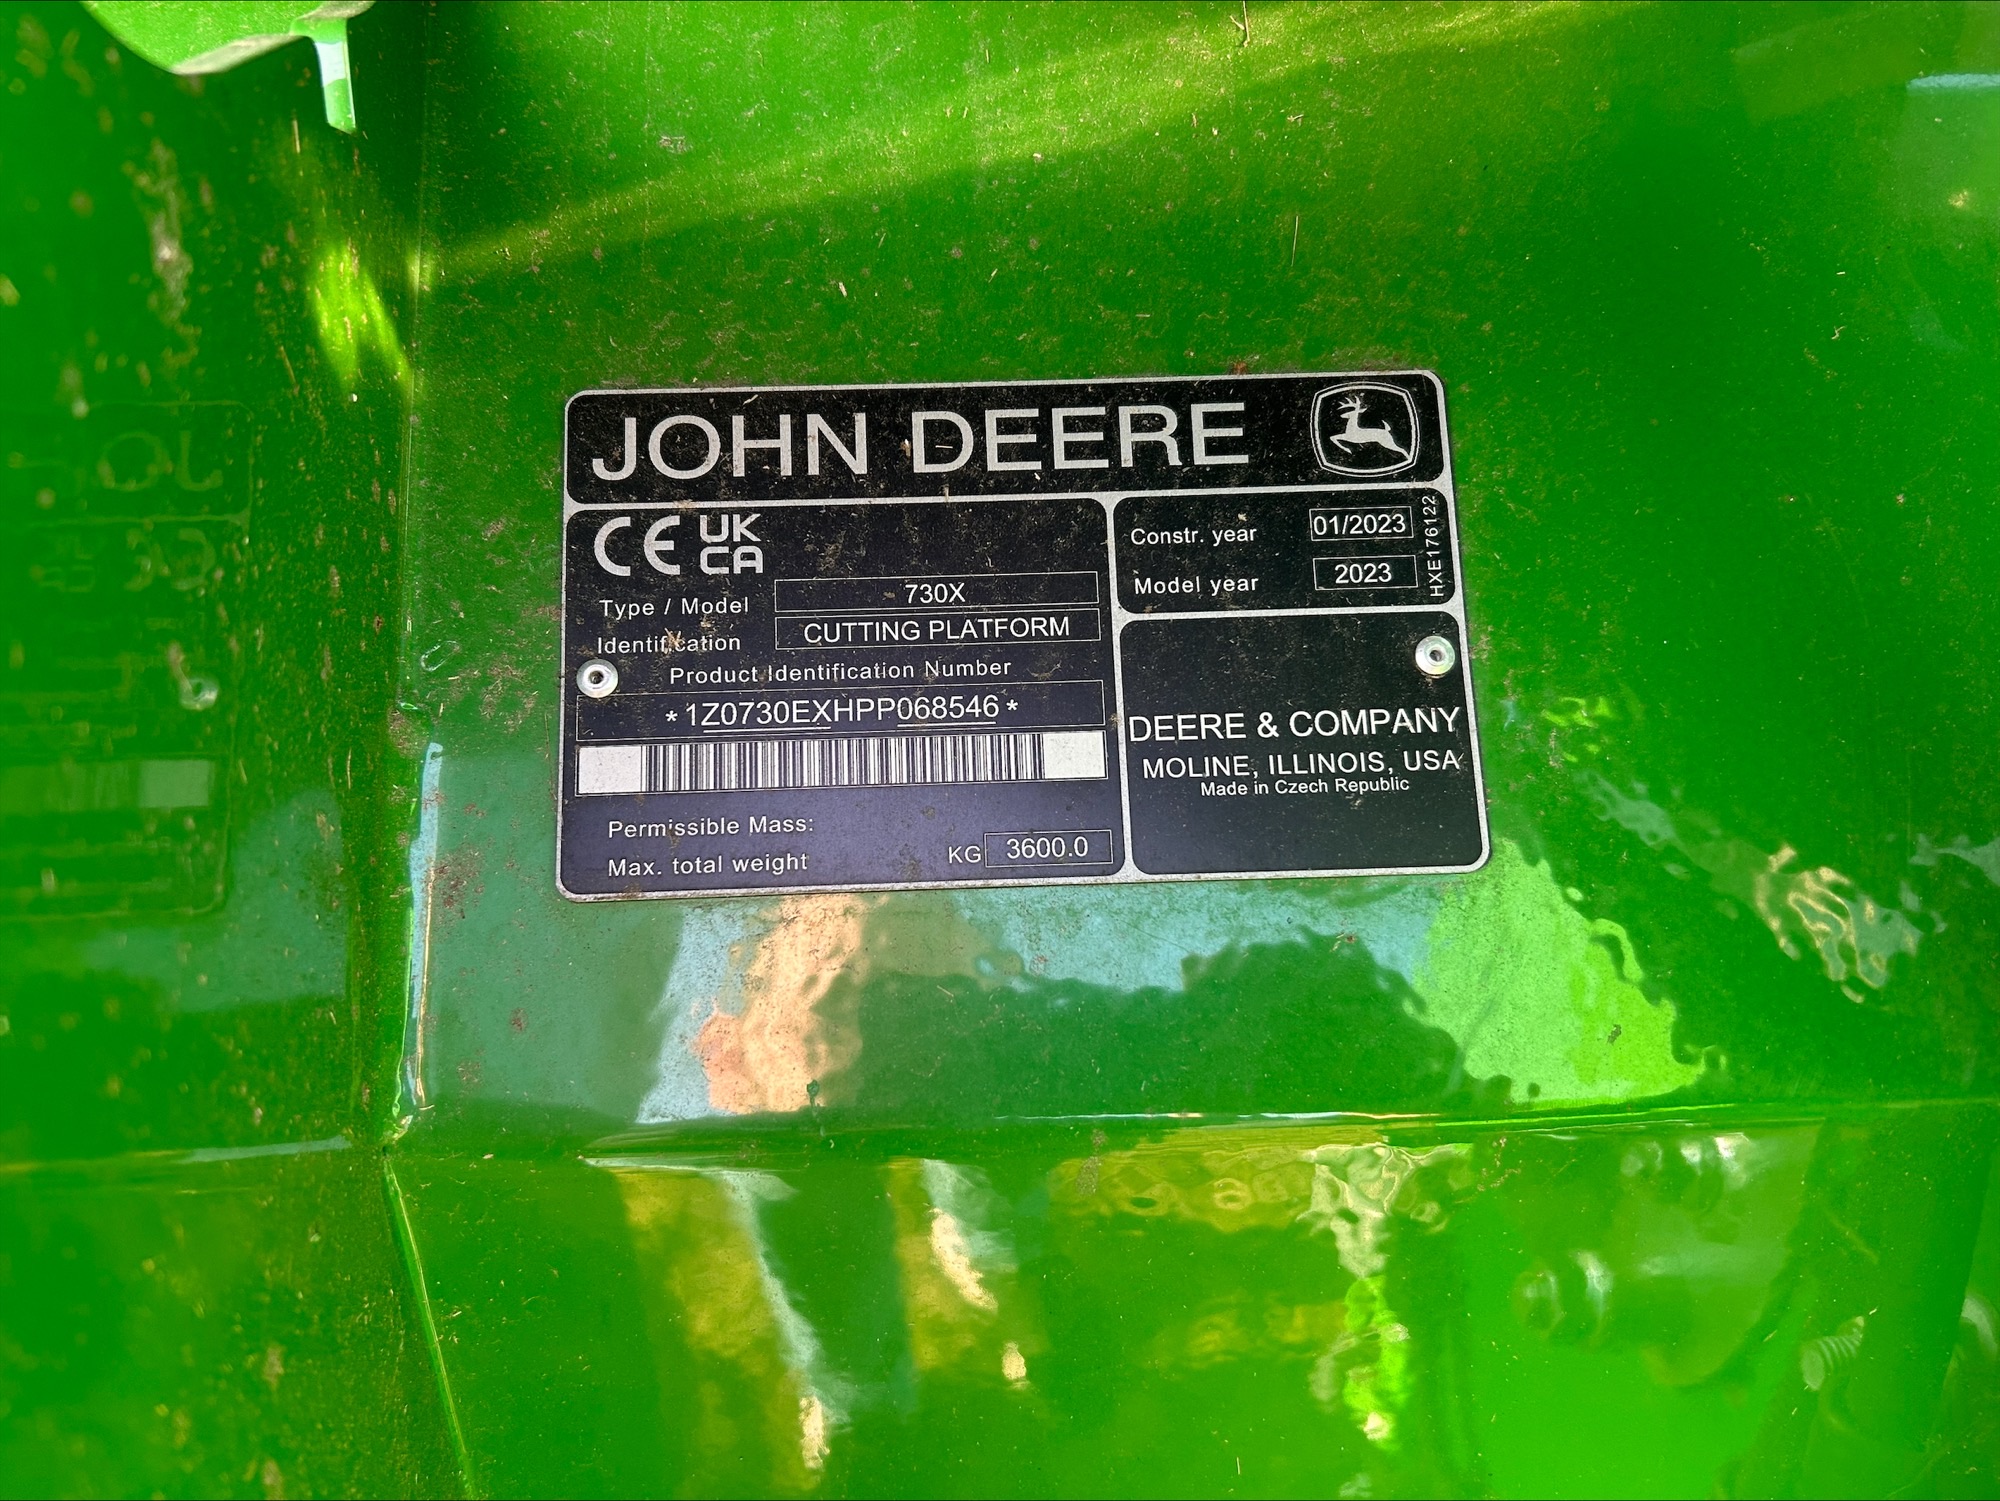 JOHN DEERE
CE UK CA
Type / Model 730X
Identification CUTTING PLATFORM
Product Identification Number
*1Z0730EXHPP068546*
Permissible Mass:
Max. total weight KG 3600.0
Constr. year 01/2023
Model year 2023
HXE176122
DEERE & COMPANY
MOLINE, ILLINOIS, USA
Made in Czech Republic